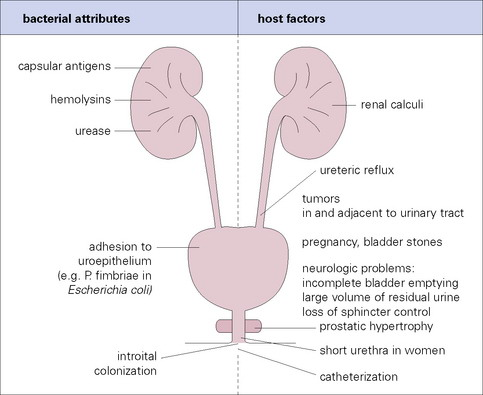 bacterial attributes
host factors
capsular antigens
hemolysins
urease
adhesion to
uroepithelium
(e.g. P. fimbriae in
Escherichia coli)
introital
colonization
renal calculi
ureteric reflux
tumors
in and adjacent to urinary tract
pregnancy, bladder stones
neurologic problems:
incomplete bladder emptying
large volume of residual urine
loss of sphincter control
prostatic hypertrophy
short urethra in women
catheterization